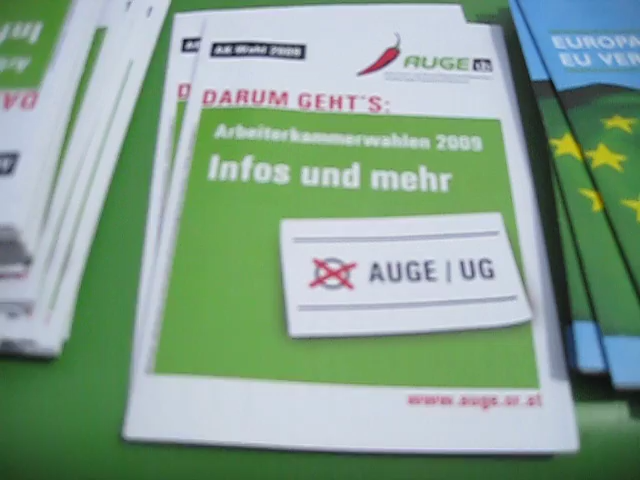 AK Wahl 2009
AUGE
DARUM GEHT'S:
Arbeiterkammerwahlen 2009
Infos und mehr
AUGE | UG
www.auge.or.at
EUROPA
EU VER